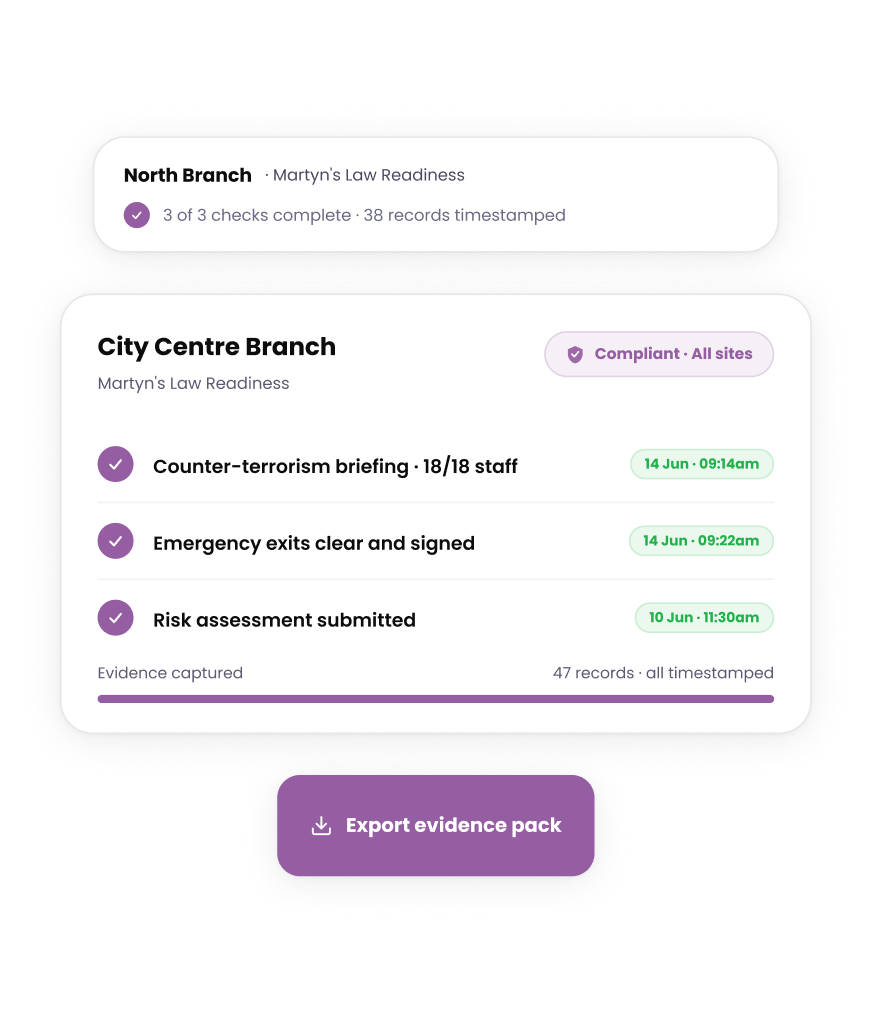 North Branch · Martyn's Law Readiness
3 of 3 checks complete · 38 records timestamped
City Centre Branch
Compliant · All sites
Martyn's Law Readiness
Counter-terrorism briefing · 18/18 staff
14 Jun · 09:14am
Emergency exits clear and signed
14 Jun · 09:22am
Risk assessment submitted
10 Jun · 11:30am
Evidence captured
47 records · all timestamped
Export evidence pack